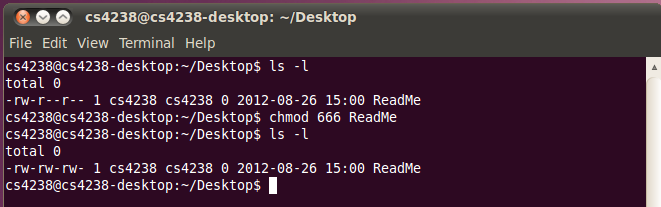 cs4238@cs4238-desktop: ~/Desktop
File Edit View Terminal Help
cs4238@cs4238-desktop:~/Desktop$ ls -l
total 0
-rw-r--r-- 1 cs4238 cs4238 0 2012-08-26 15:00 ReadMe
cs4238@cs4238-desktop:~/Desktop$ chmod 666 ReadMe
cs4238@cs4238-desktop:~/Desktop$ ls -l
total 0
-rw-rw-rw- 1 cs4238 cs4238 0 2012-08-26 15:00 ReadMe
cs4238@cs4238-desktop:~/Desktop$